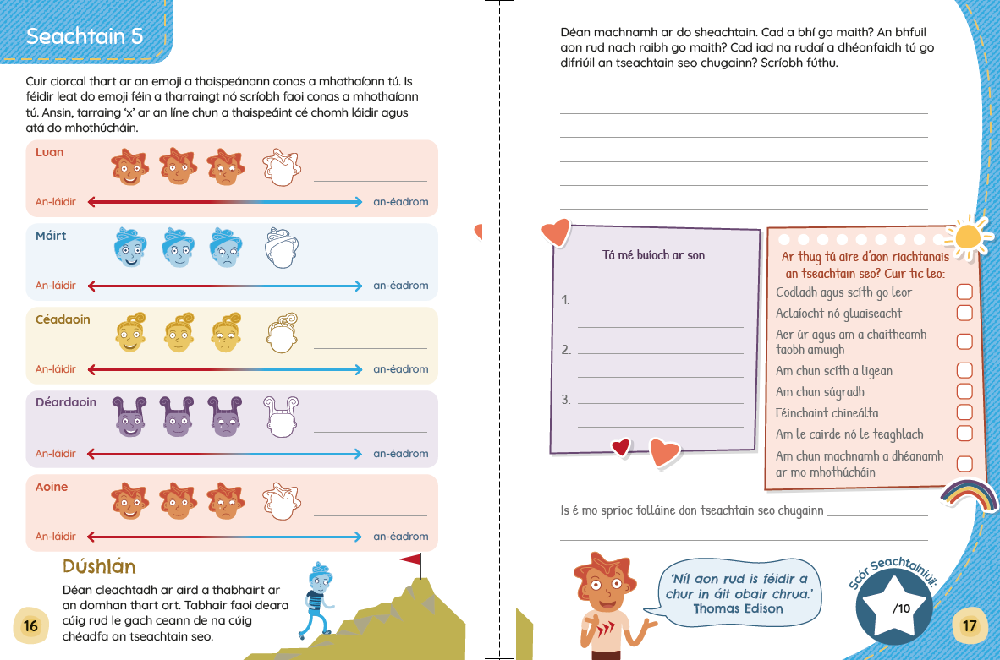 Seachtain 5
Cuir ciorcal thart ar an emoji a thaispeánann conas a mhothaíonn tú. Is
féidir leat do emoji féin a tharraingt nó scríobh faoi conas a mhothaíonn
tú. Ansin, tarraing ‘x’ ar an líne chun a thaispeáint cé chomh láidir agus
atá do mhothúcháin.
Luan
An-láidir an-éadrom
Máirt
An-láidir an-éadrom
Céadaoin
An-láidir an-éadrom
Déardaoin
An-láidir an-éadrom
Aoine
An-láidir an-éadrom
Dúshlán
Déan cleachtadh ar aird a thabhairt ar
an domhan thart ort. Tabhair faoi deara
cúig rud le gach ceann de na cúig
chéadfa an tseachtain seo.
16
Déan machnamh ar do sheachtain. Cad a bhí go maith? An bhfuil
aon rud nach raibh go maith? Cad iad na rudaí a dhéanfaidh tú go
difriúil an tseachtain seo chugainn? Scríobh fúthu.
Tá mé buíoch ar son
1.
2.
3.
Ar thug tú aire d’aon riachtanais
an tseachtain seo? Cuir tic leo:
Codladh agus scíth go leor
Aclaíocht nó gluaiseacht
Aer úr agus am a chaitheamh
taobh amuigh
Am chun scíth a ligean
Am chun súgradh
Féinchaint chineálta
Am le cairde nó le teaghlach
Am chun machnamh a dhéanamh
ar mo mhothúcháin
Is é mo sprioc folláine don tseachtain seo chugainn
‘Níl aon rud is féidir a
chur in áit obair chrua.’
Thomas Edison
Scór Seachtainiúil:
/10
17